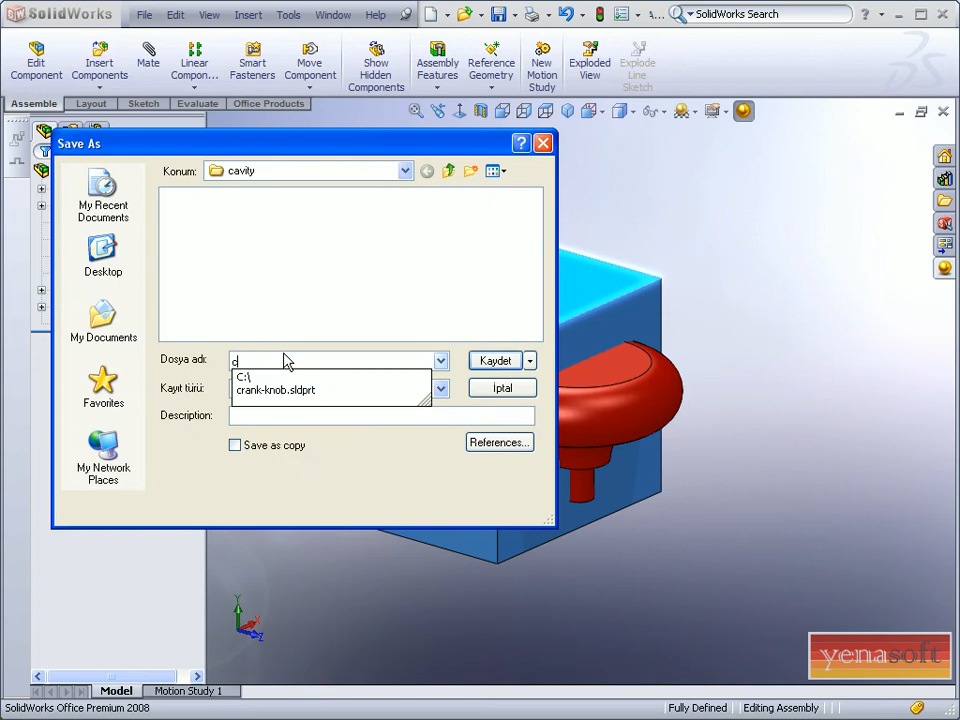 SolidWorks File Edit View Insert Tools Window Help A... SolidWorks Search
Edit Component
Insert Components
Mate
Linear Compon...
Smart Fasteners
Move Component
Show Hidden Components
Assembly Features
Reference Geometry
New Motion Study
Exploded View
Explode Line Sketch
Assemble Layout Sketch Evaluate Office Products
Save As
Konum: cavity
My Recent Documents
Desktop
My Documents
Favorites
My Network Places
Dosya adı: c Kaydet
C:\
crank-knob.sldprt
Kayıt türü: İptal
Description:
Save as copy References...
Y
X
Z
yenasoft
Model Motion Study 1
SolidWorks Office Premium 2008 Fully Defined Editing Assembly